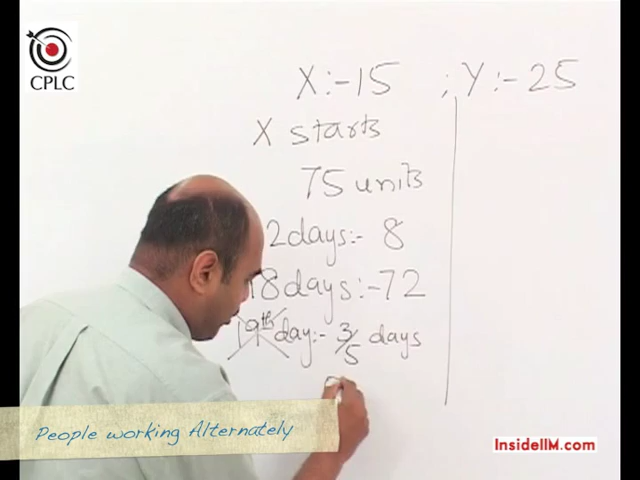 CPLC
X:-15 ; Y:-25
X starts
75 units
2days:- 8
18days:-72
19th day:- 3/5 days
People working Alternately
InsideIIM.com